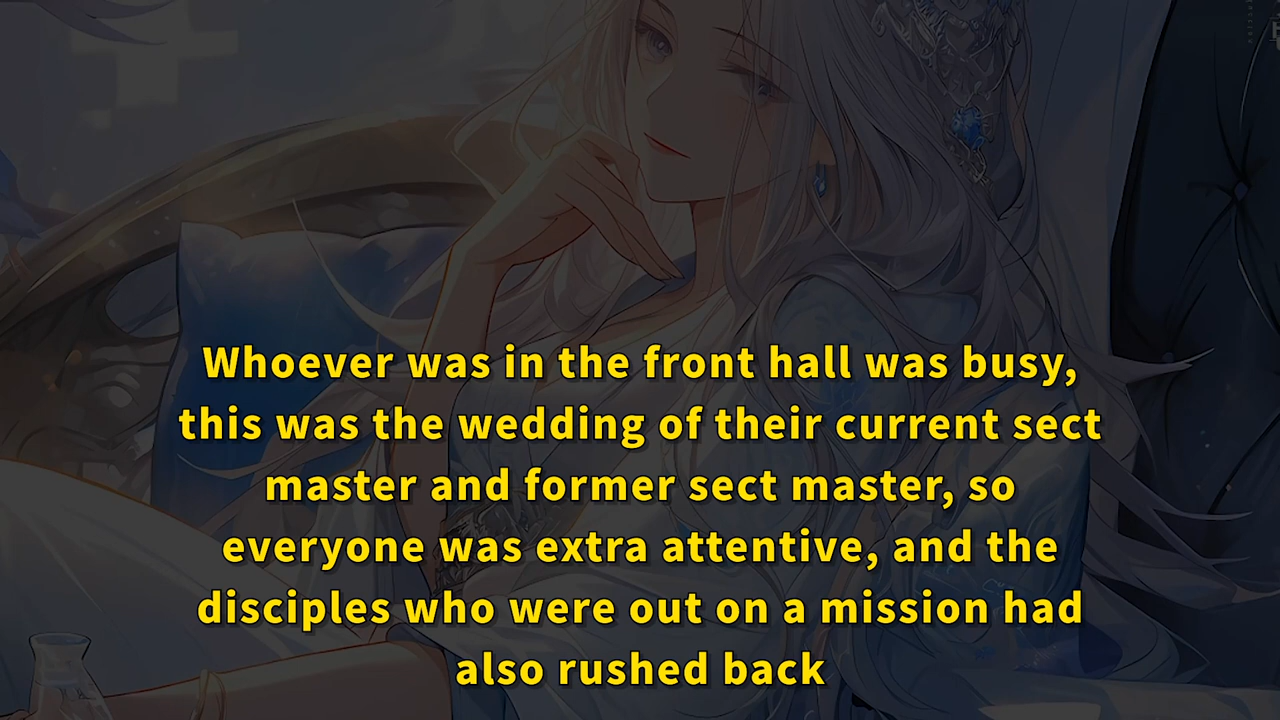 Whoever was in the front hall was busy,
this was the wedding of their current sect
master and former sect master, so
everyone was extra attentive, and the
disciples who were out on a mission had
also rushed back